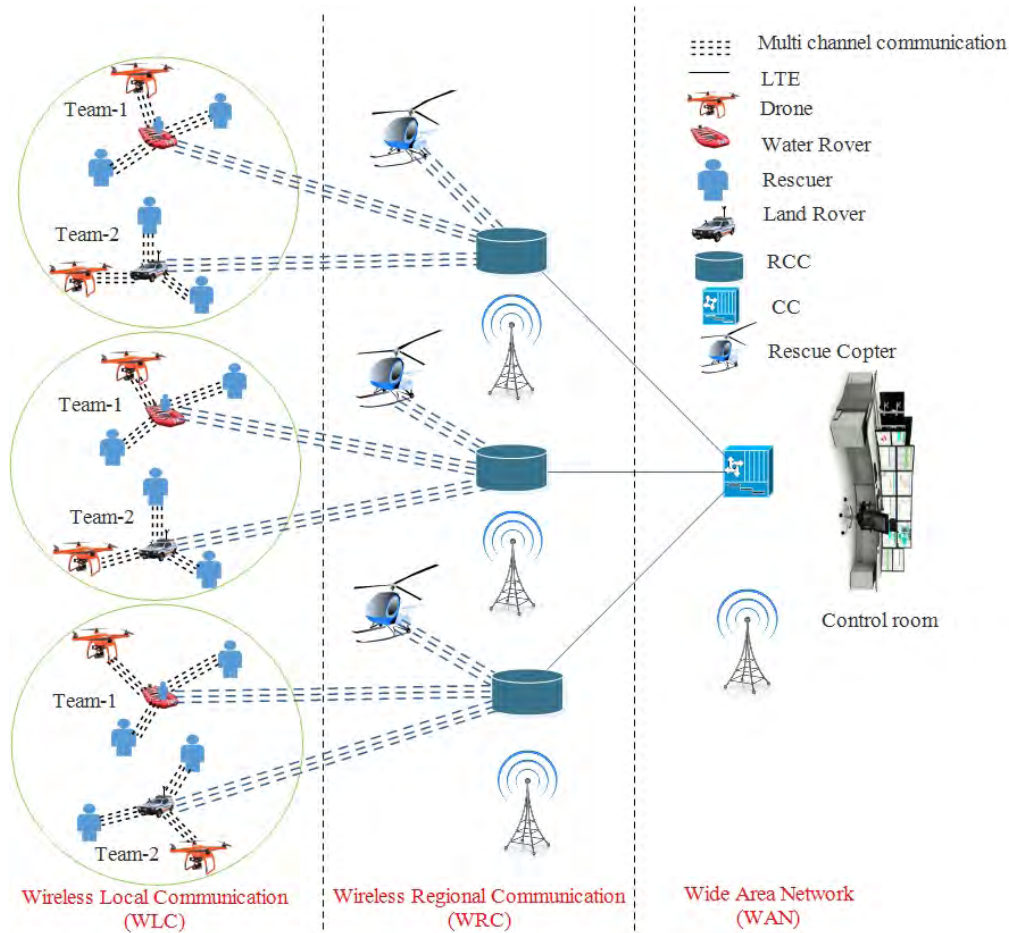 Multi channel communication
LTE
Drone
Water Rover
Rescuer
Land Rover
RCC
CC
Rescue Copter
Team-1
Team-2
Team-1
Team-2
Team-1
Team-2
Control room
Wireless Local Communication
(WLC)
Wireless Regional Communication
(WRC)
Wide Area Network
(WAN)